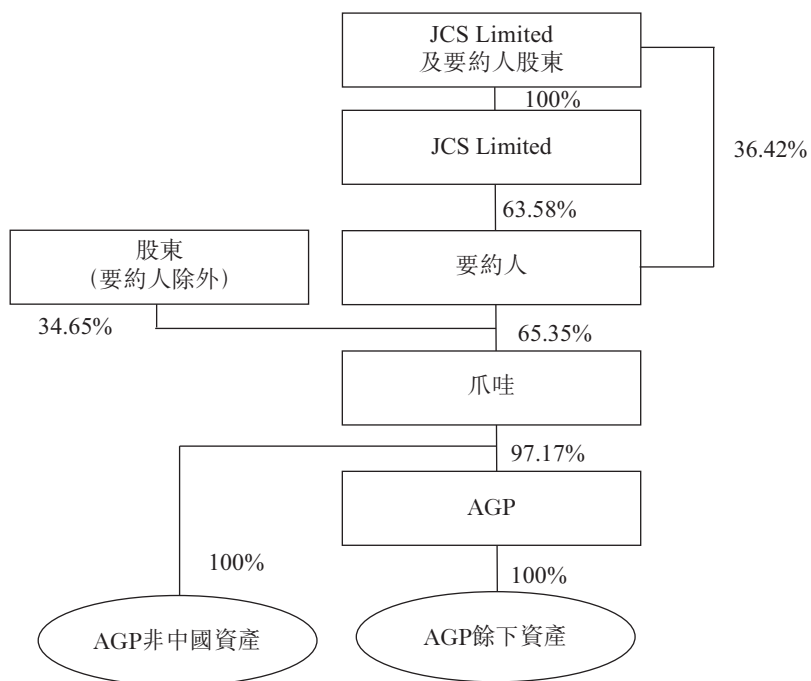 JCS Limited
及要約人股東
100%
JCS Limited
36.42%
63.58%
股東
（要約人除外）
要約人
34.65%
65.35%
爪哇
97.17%
AGP
100%
100%
AGP非中國資產
AGP餘下資產